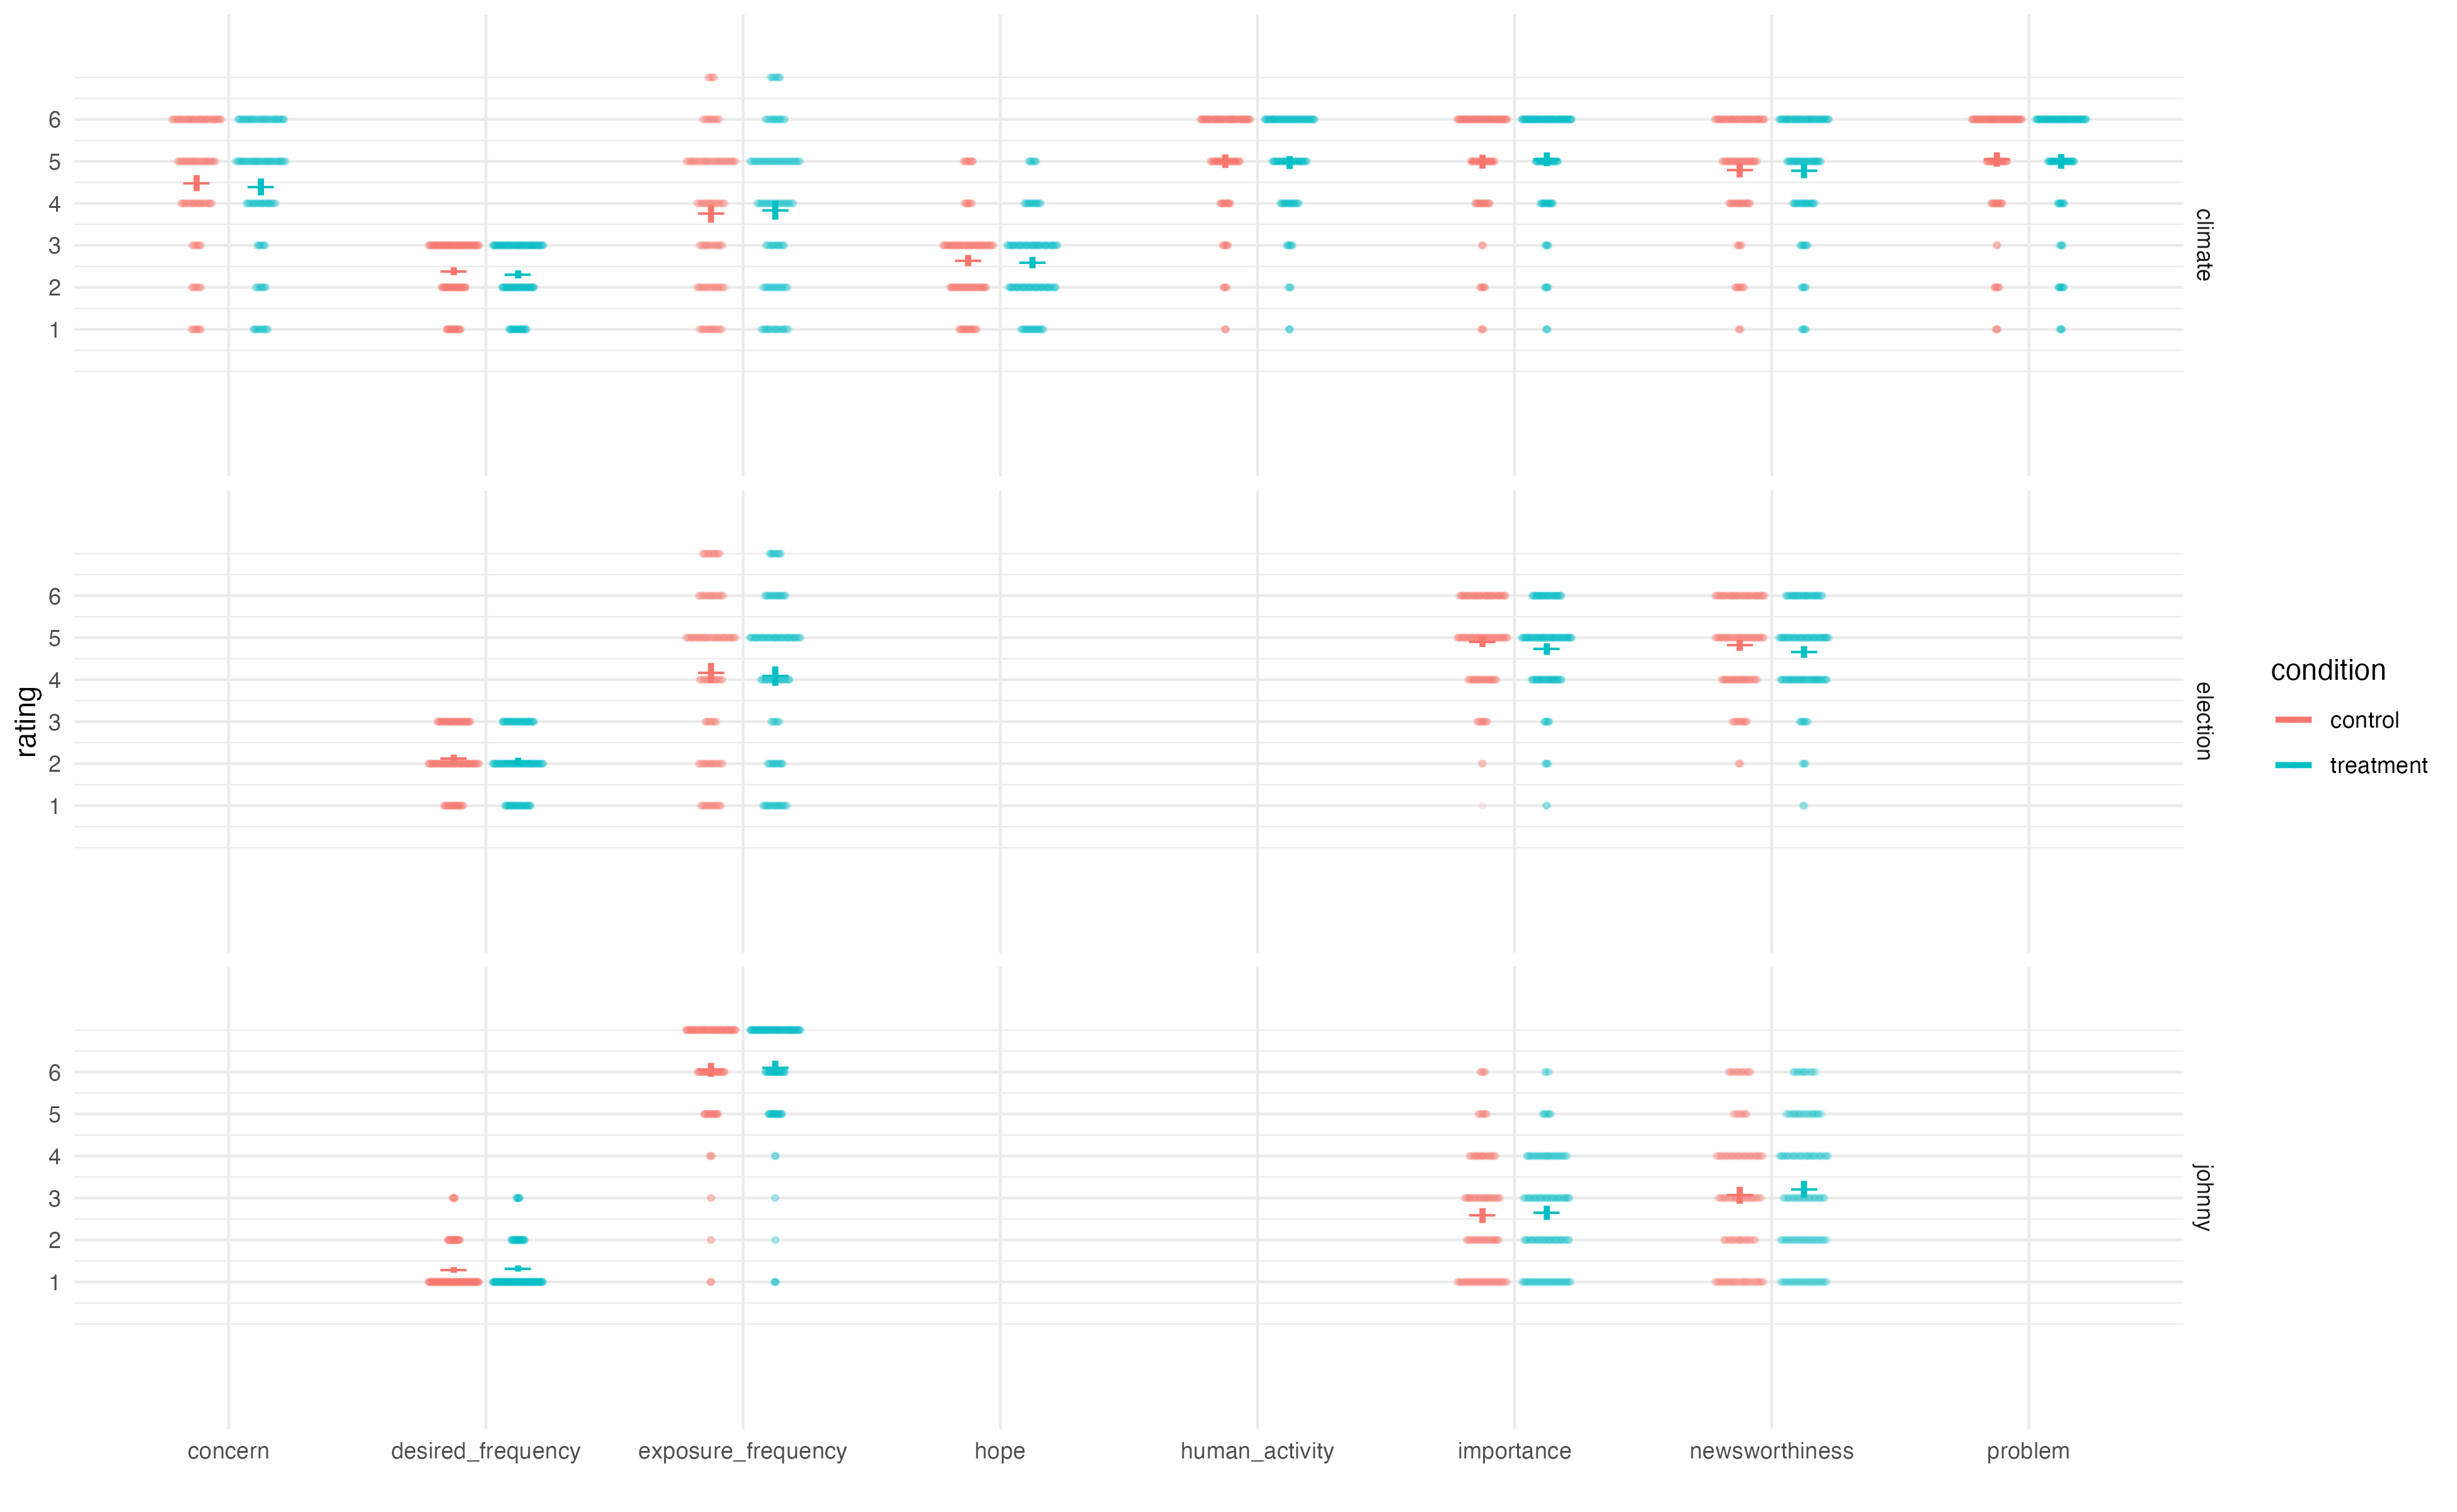 6
5
4
3
2
1
climate
6
5
4
3
2
1
election
rating
6
5
4
3
2
1
johnny
concern desired_frequency exposure_frequency hope human_activity importance newsworthiness problem
condition
control
treatment